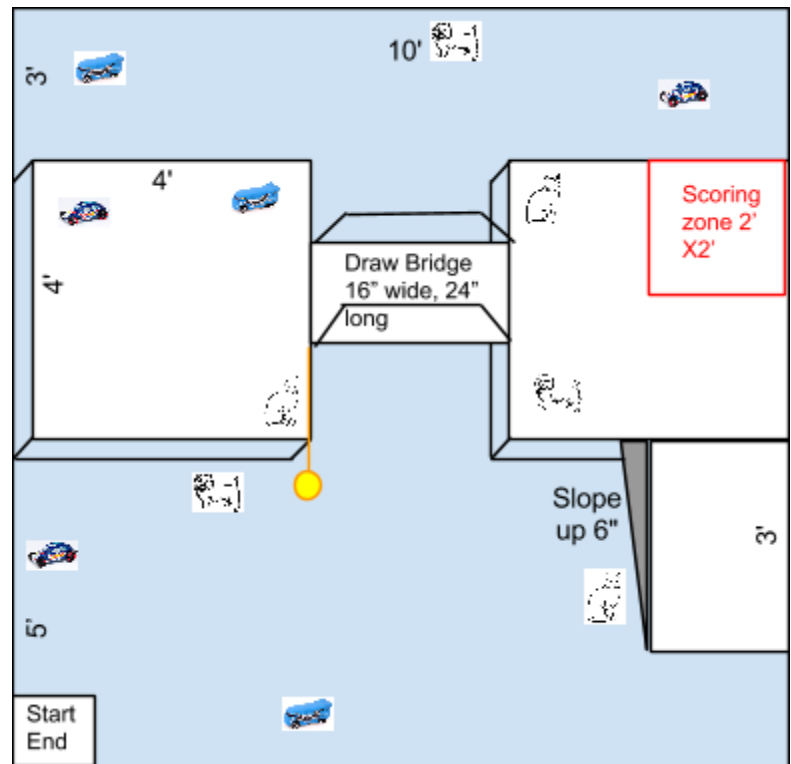 10'
3'
4'
Scoring
zone 2'
X2'
4'
Draw Bridge
16” wide, 24”
long
Slope
up 6"
3'
5'
Start
End